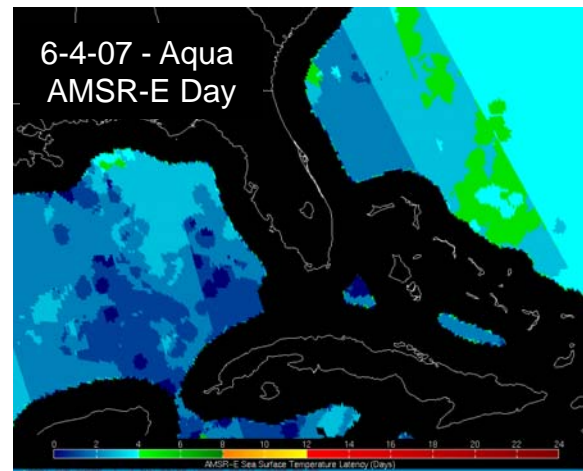 6-4-07 - Aqua
AMSR-E Day
0 2 4 6 8 10 12 14 16 18 20 22 24
AMSR-E Sea Surface Temperature Latency (Days)